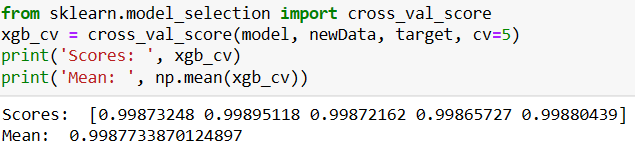 from sklearn.model_selection import cross_val_score
xgb_cv = cross_val_score(model, newData, target, cv=5)
print('Scores: ', xgb_cv)
print('Mean: ', np.mean(xgb_cv))
Scores:  [0.99873248 0.99895118 0.99872162 0.99865727 0.99880439]
Mean:  0.9987733870124897